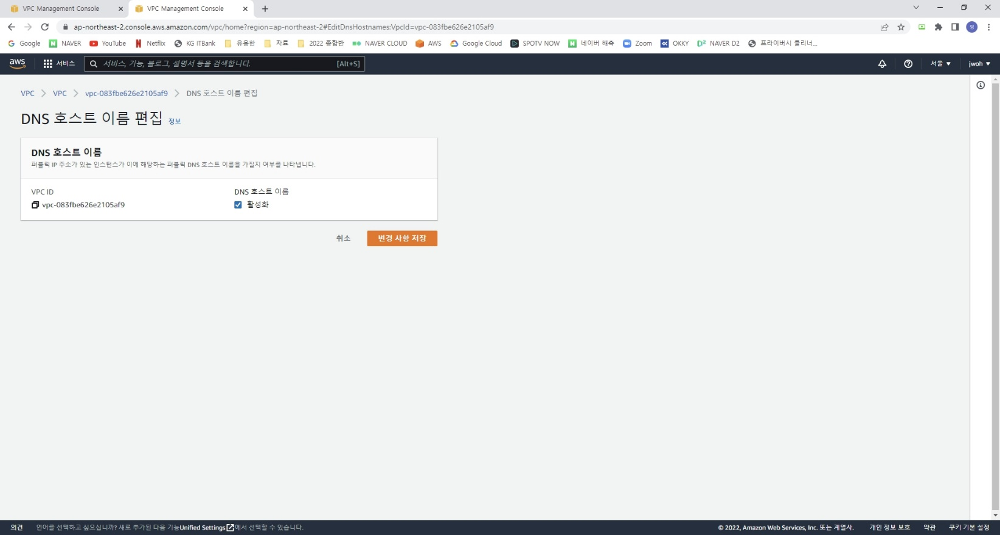 VPC Management Console
VPC Management Console
ap-northeast-2.console.aws.amazon.com/vpc/home?region=ap-northeast-2#EditDnsHostnames:VpcId=vpc-083fbe626e2105af9
Google NAVER YouTube Netflix KG ITBank 유용한 자료 2022 종합반 NAVER CLOUD AWS Google Cloud SPOTV NOW 네이버 해축 Zoom OKKY NAVER D2 프라이버시 클리너...
aws 서비스 서비스, 기능, 블로그, 설명서 등을 검색합니다. [Alt+S] 서울 jwoh
VPC VPC vpc-083fbe626e2105af9 DNS 호스트 이름 편집
DNS 호스트 이름 편집 정보
DNS 호스트 이름
퍼블릭 IP 주소가 있는 인스턴스가 이에 해당하는 퍼블릭 DNS 호스트 이름을 가질지 여부를 나타냅니다.
VPC ID DNS 호스트 이름
vpc-083fbe626e2105af9 활성화
취소 변경 사항 저장
의견 언어를 선택하고 싶으십니까? 새로 추가된 다음 기능Unified Settings에서 선택할 수 있습니다. © 2022, Amazon Web Services, Inc. 또는 계열사. 개인 정보 보호 약관 쿠키 기본 설정